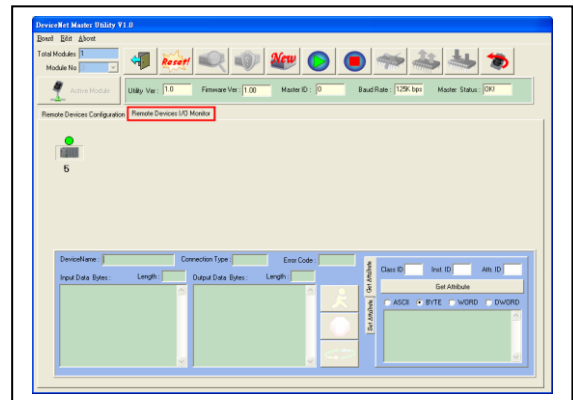 DeviceNet Master Utility V1.0
Board Edit About
Total Modules 1
Module No
Reset!
New
Active Module
Utility Ver : 1.0 Firmware Ver : 1.00 Master ID : 0 Baud Rate : 125K bps Master Status : OK!
Remote Devices Configuration Remote Devices I/O Monitor
5
DeviceName : Connection Type : Error Code :
Input Data Bytes : Length : Output Data Bytes : Length :
Get Attribute
Set Attribute
Class ID Inst. ID Attr. ID
Get Attribute
ASCII BYTE WORD DWORD